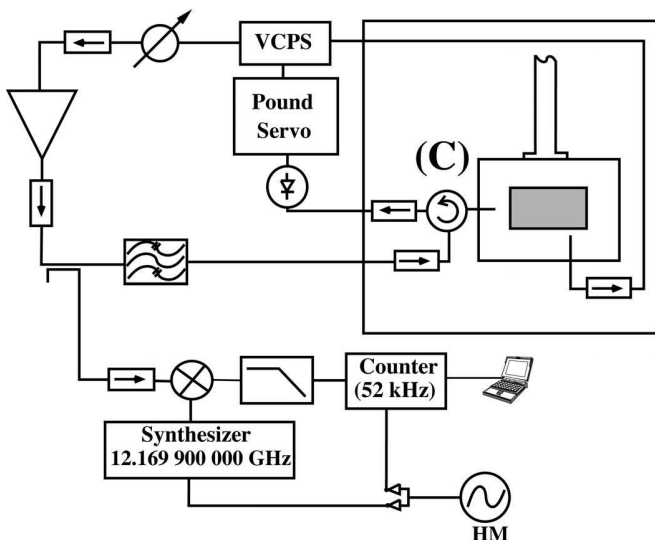 VCPS
Pound
Servo
(C)
Counter
(52 kHz)
Synthesizer
12.169 900 000 GHz
HM